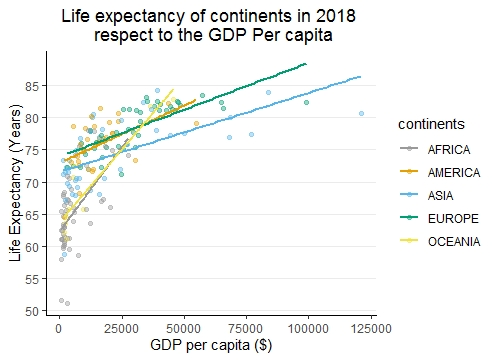 Life expectancy of continents in 2018
respect to the GDP Per capita
Life Expectancy (Years)
85
80
75
70
65
60
55
50
0
25000
50000
75000
100000
125000
GDP per capita ($)
continents
AFRICA
AMERICA
ASIA
EUROPE
OCEANIA